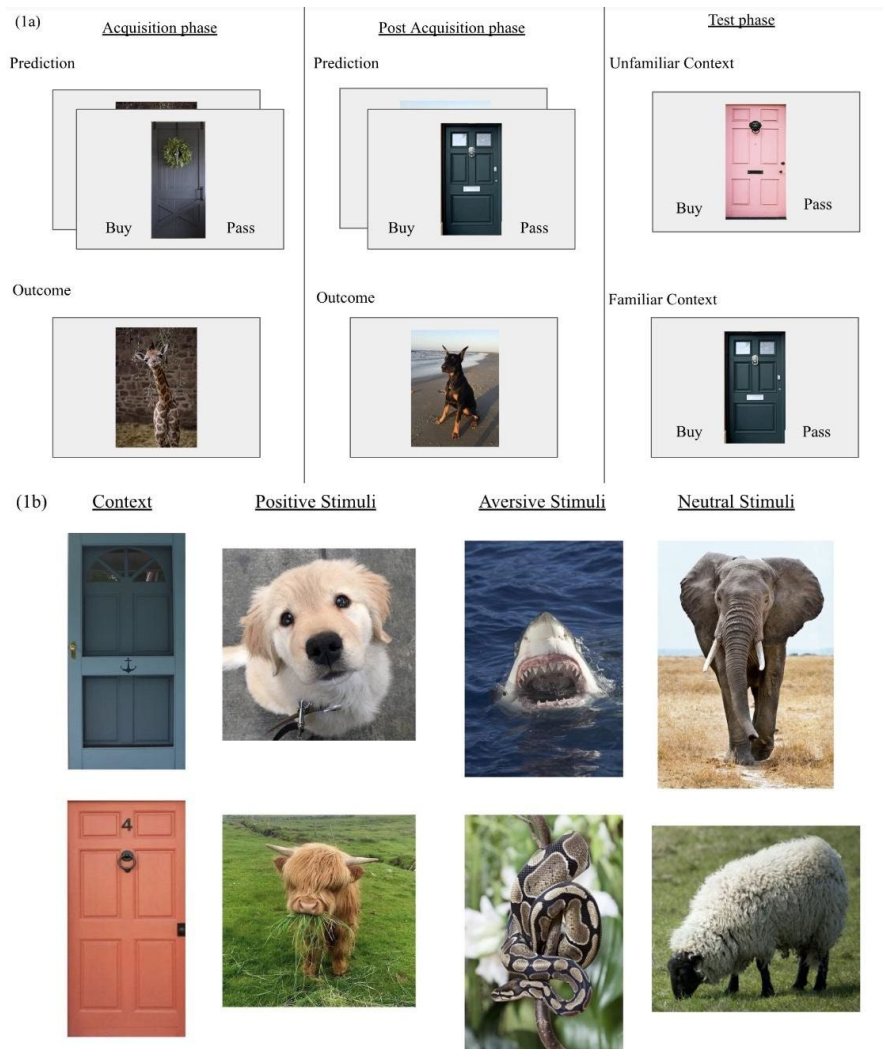 (1a)
Acquisition phase
Post Acquisition phase
Test phase
Prediction
Prediction
Unfamiliar Context
Buy
Pass
Buy
Pass
Buy
Pass
Outcome
Outcome
Familiar Context
Buy
Pass
(1b)
Context
Positive Stimuli
Aversive Stimuli
Neutral Stimuli
4